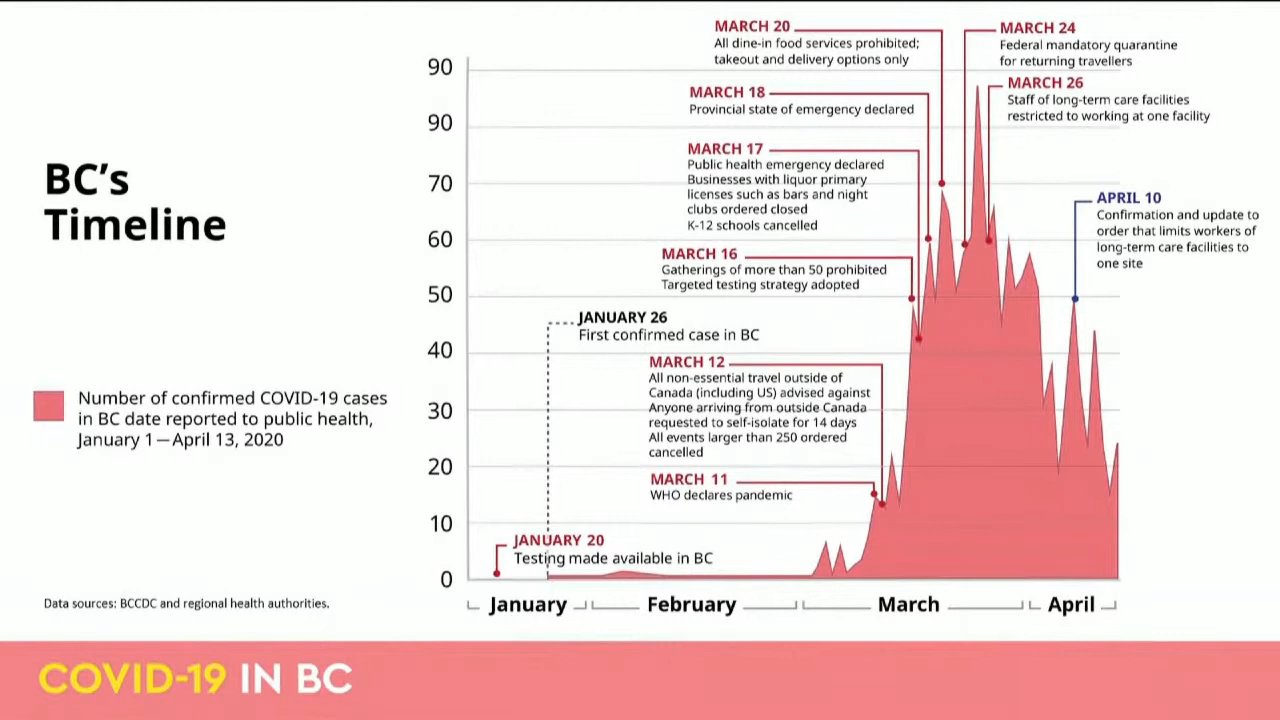 BC's
Timeline
Number of confirmed COVID-19 cases
in BC date reported to public health,
January 1—April 13, 2020
Data sources: BCCDC and regional health authorities.
90
90
70
60
50
40
30
20
10
0
MARCH 20
All dine-in food services prohibited;
takeout and delivery options only
MARCH 18
Provincial state of emergency declared
MARCH 17
Public health emergency declared
Businesses with liquor primary
licenses such as bars and night
clubs ordered closed
K-12 schools cancelled
MARCH 16
Gatherings of more than 50 prohibited
Targeted testing strategy adopted
JANUARY 26
First confirmed case in BC
MARCH 12
All non-essential travel outside of
Canada (including US) advised against
Anyone arriving from outside Canada
requested to self-isolate for 14 days
All events larger than 250 ordered
cancelled
MARCH 11
WHO declares pandemic
JANUARY 20
Testing made available in BC
MARCH 24
Federal mandatory quarantine
for returning travellers
MARCH 26
Staff of long-term care facilities
restricted to working at one facility
APRIL 10
Confirmation and update to
order that limits workers of
long-term care facilities to
one site
January February March April
COVID-19 IN BC